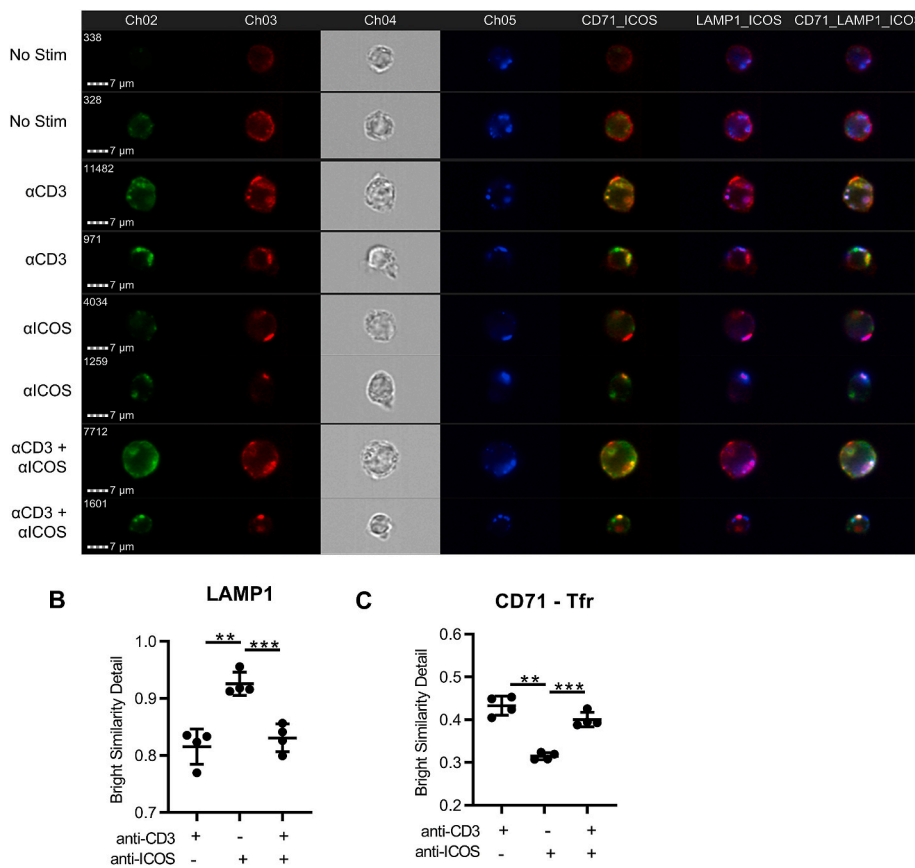 Ch02 Ch03 Ch04 Ch05 CD71_ICOS LAMP1_ICOS CD71_LAMP1_ICOS
No Stim 338 7 µm
No Stim 328 7 µm
αCD3 11482 7 µm
αCD3 971 7 µm
αICOS 4034 7 µm
αICOS 1259 7 µm
αCD3 + αICOS 7712 7 µm
αCD3 + αICOS 1601 7 µm
B LAMP1
Bright Similarity Detail
1.0
0.9
0.8
0.7
** ***
anti-CD3 + - +
anti-ICOS - + +
C CD71 - Tfr
Bright Similarity Detail
0.6
0.5
0.4
0.3
0.2
** ***
anti-CD3 + - +
anti-ICOS - + +